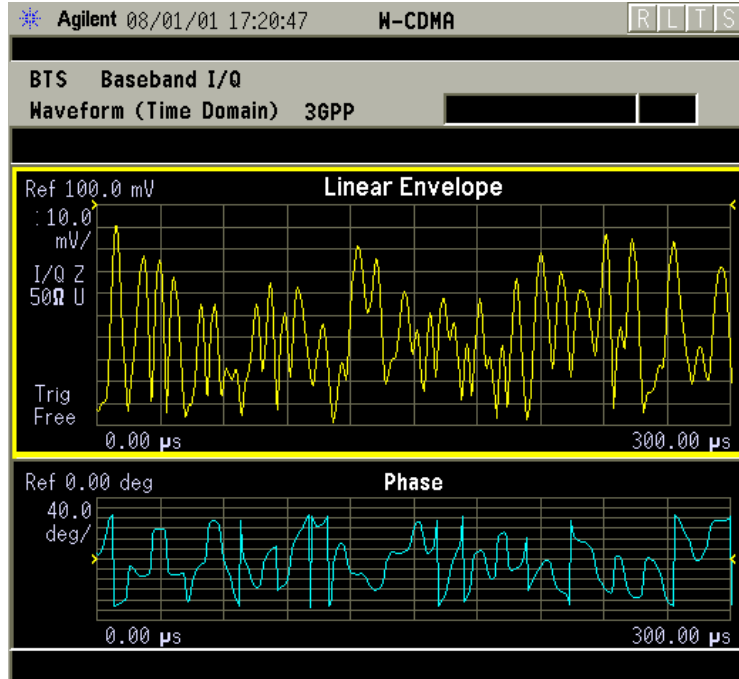 Agilent 08/01/01 17:20:47 W-CDMA R L T S
BTS Baseband I/Q
Waveform (Time Domain) 3GPP
Ref 100.0 mV Linear Envelope
10.0
mV/
I/Q Z
50Ω U
Trig
Free
0.00 µs 300.00 µs
Ref 0.00 deg Phase
40.0
deg/
0.00 µs 300.00 µs